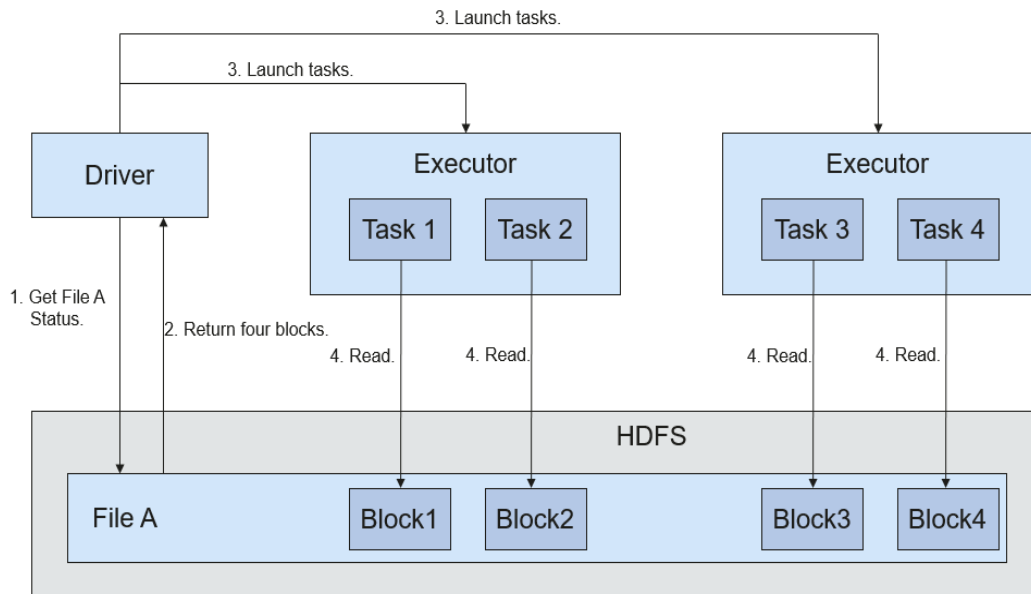 3. Launch tasks.
3. Launch tasks.
Driver
Executor
Executor
Task 1
Task 2
Task 3
Task 4
1. Get File A
Status.
2. Return four blocks.
4. Read.
4. Read.
4. Read.
4. Read.
HDFS
File A
Block1
Block2
Block3
Block4